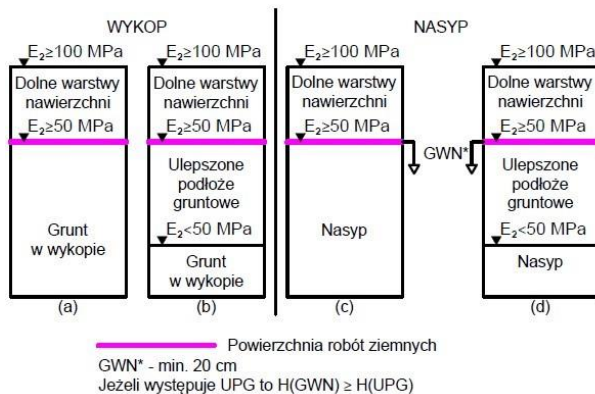 WYKOP
NASYP
E₂≥100 MPa
E₂≥100 MPa
E₂≥100 MPa
E₂≥100 MPa
Dolne warstwy
nawierzchni
Dolne warstwy
nawierzchni
Dolne warstwy
nawierzchni
Dolne warstwy
nawierzchni
E₂≥50 MPa
E₂≥50 MPa
E₂≥50 MPa
E₂≥50 MPa
GWN*
Grunt
w wykopie
Ulepszone
podłoże
gruntowe
E₂<50 MPa
Grunt
w wykopie
Nasyp
Ulepszone
podłoże
gruntowe
E₂<50 MPa
Nasyp
(a)
(b)
(c)
(d)
Powierzchnia robót ziemnych
GWN* - min. 20 cm
Jeżeli występuje UPG to H(GWN) ≥ H(UPG)